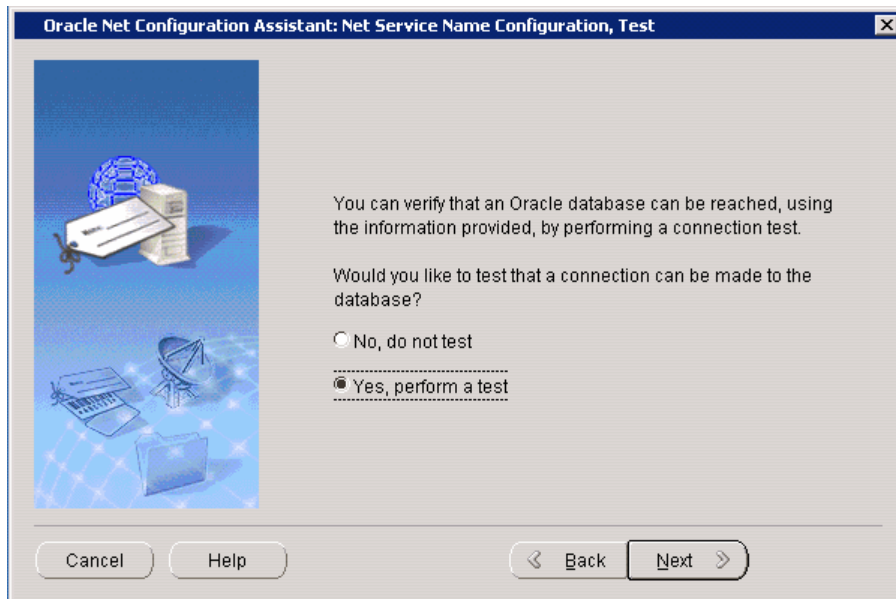 Oracle Net Configuration Assistant: Net Service Name Configuration, Test
You can verify that an Oracle database can be reached, using
the information provided, by performing a connection test.
Would you like to test that a connection can be made to the
database?
No, do not test
Yes, perform a test
Cancel
Help
Back
Next